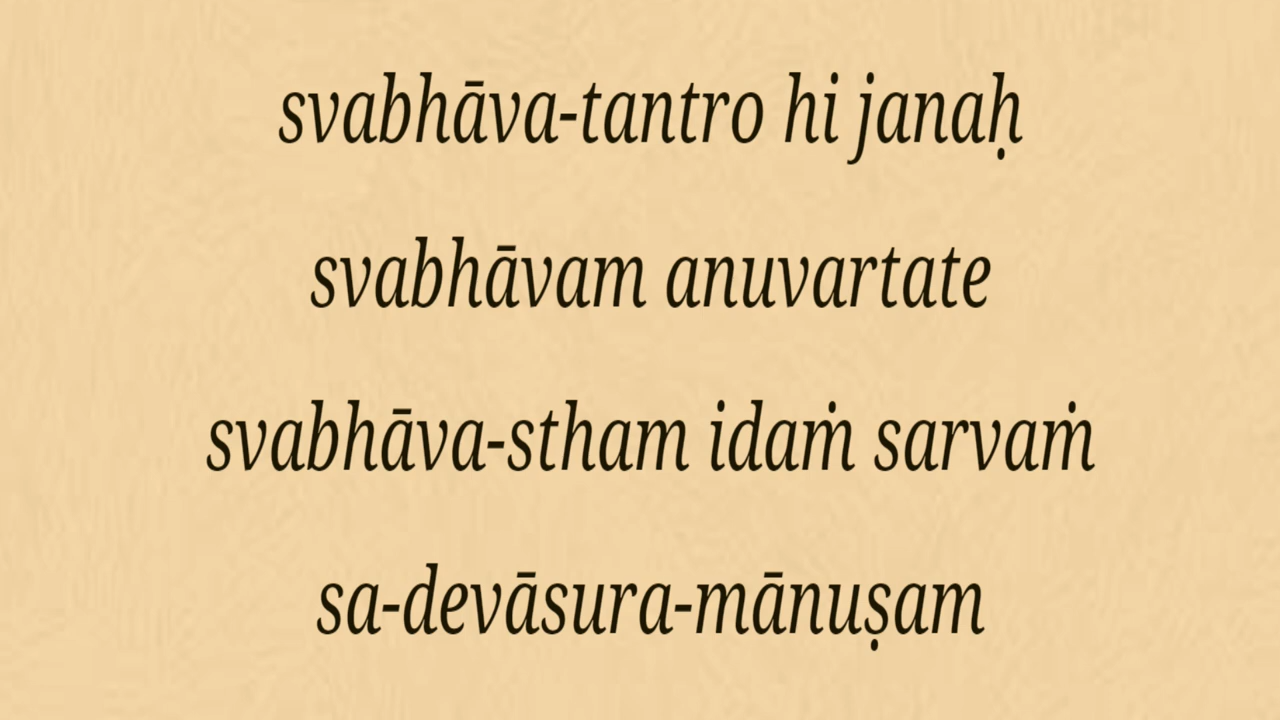 svabhāva-tantro hi janaḥ
svabhāvam anuvartate
svabhāva-stham idaṁ sarvaṁ
sa-devāsura-mānuṣam